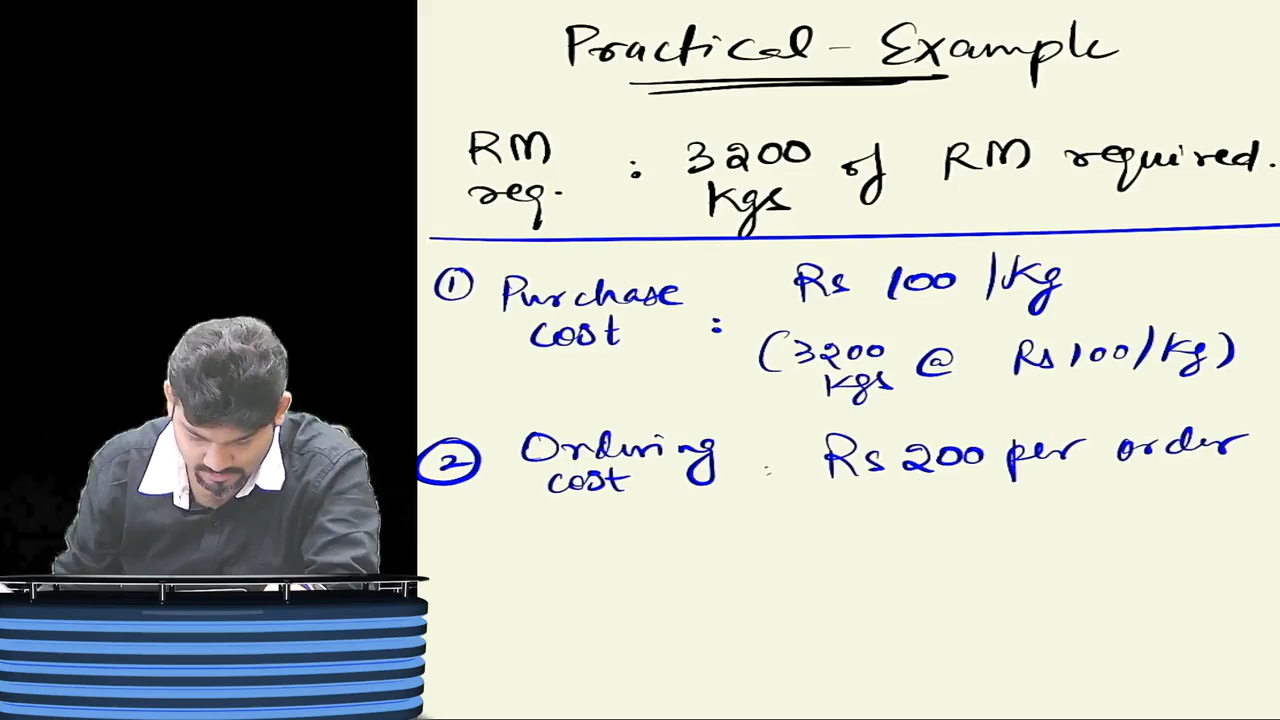 Practical - Example
RM req. : 3200 kgs of RM required.
① Purchase cost : Rs 100 /Kg
(3200 kgs @ Rs 100/Kg)
② Ordering cost : Rs 200 per order